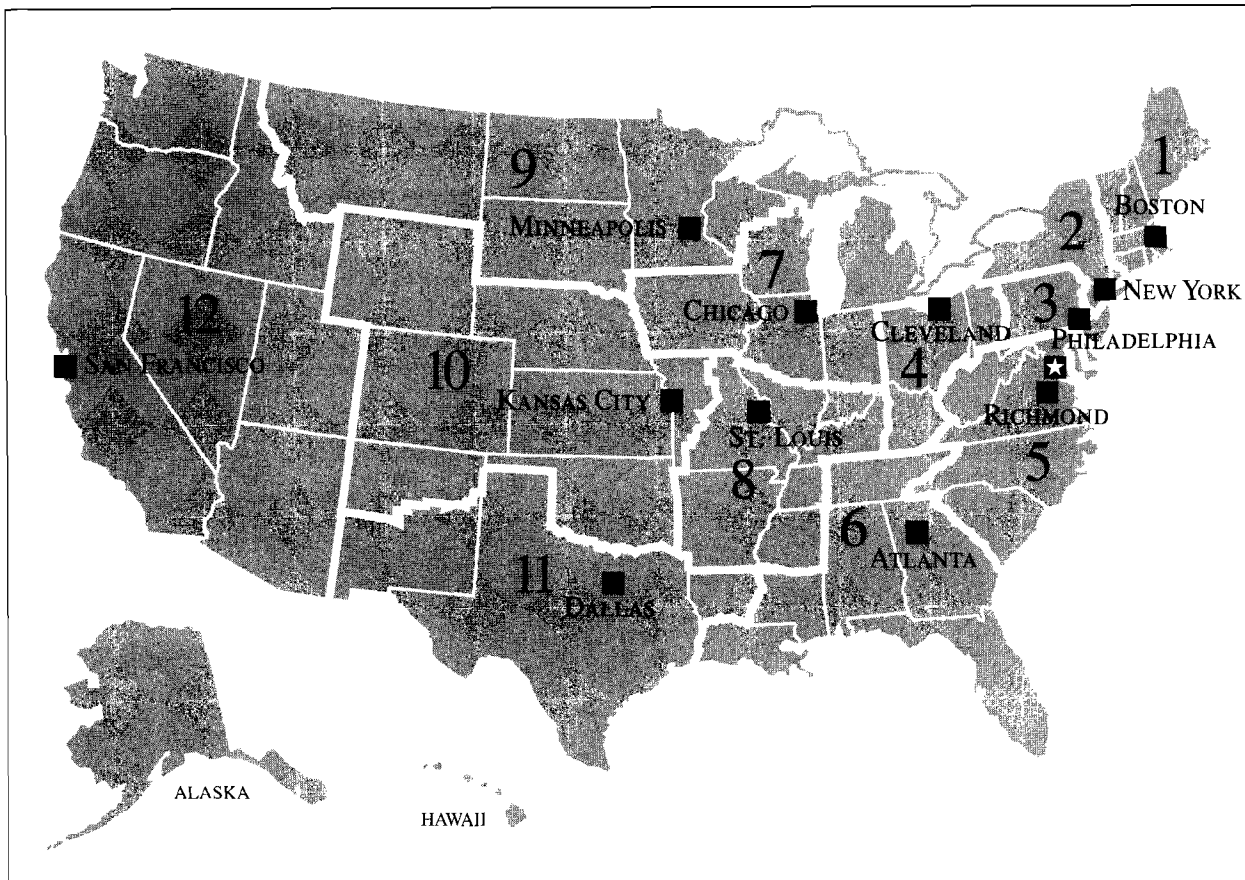 1
BOSTON
9
2
MINNEAPOLIS
7
NEW YORK
12
CHICAGO
3
CLEVELAND
PHILADELPHIA
SAN FRANCISCO
10
4
KANSAS CITY
RICHMOND
ST. LOUIS
5
8
6
ATLANTA
11
DALLAS
ALASKA
HAWAII